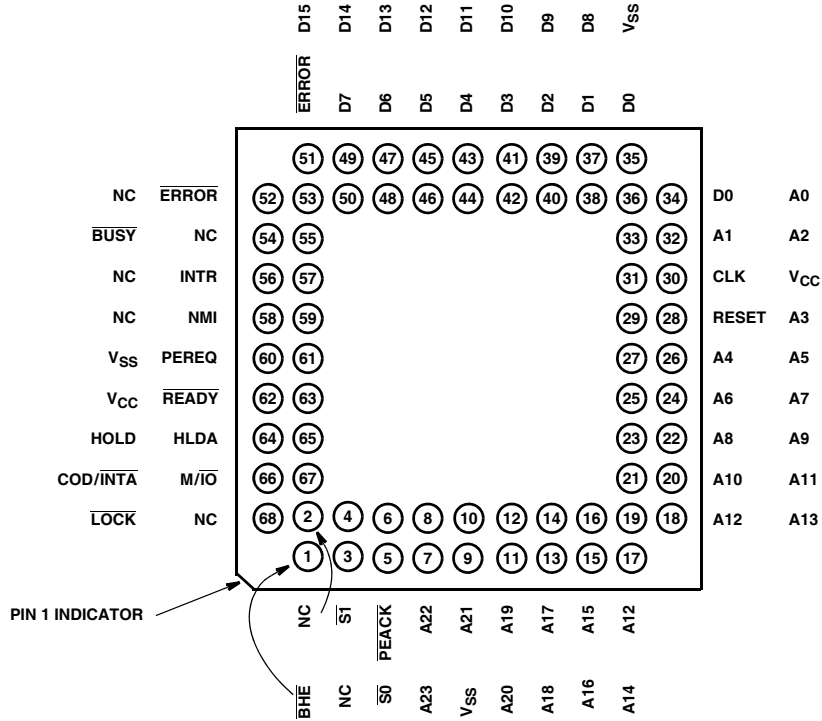 D15 D14 D13 D12 D11 D10 D9 D8 VSS
ERROR D7 D6 D5 D4 D3 D2 D1 D0
51 49 47 45 43 41 39 37 35
NC ERROR 52 53 50 48 46 44 42 40 38 36 34 D0 A0
BUSY NC 54 55 33 32 A1 A2
NC INTR 56 57 31 30 CLK VCC
NC NMI 58 59 29 28 RESET A3
VSS PEREQ 60 61 27 26 A4 A5
VCC READY 62 63 25 24 A6 A7
HOLD HLDA 64 65 23 22 A8 A9
COD/INTA M/IO 66 67 21 20 A10 A11
LOCK NC 68 2 4 6 8 10 12 14 16 19 18 A12 A13
1 3 5 7 9 11 13 15 17
PIN 1 INDICATOR
NC S1 PEACK A22 A21 A19 A17 A15 A12
BHE NC S0 A23 VSS A20 A18 A16 A14